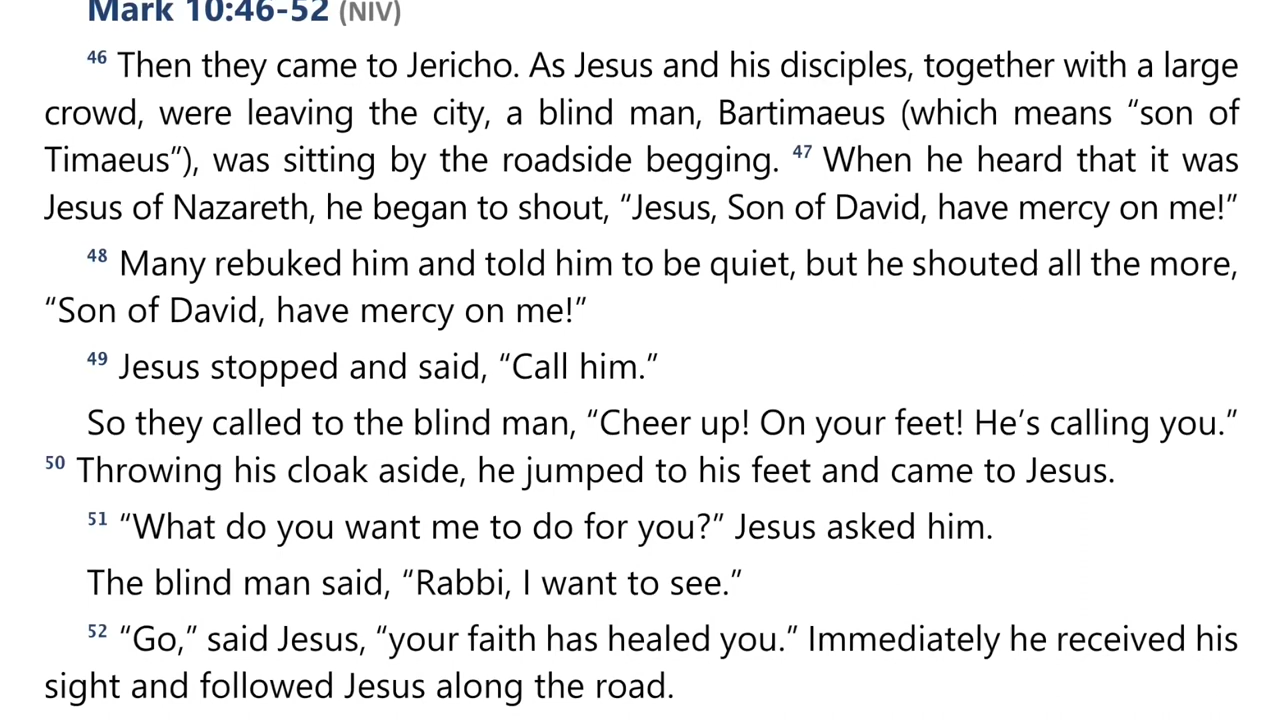 Mark 10:46-52 (NIV)
46 Then they came to Jericho. As Jesus and his disciples, together with a large
crowd, were leaving the city, a blind man, Bartimaeus (which means “son of
Timaeus”), was sitting by the roadside begging. 47 When he heard that it was
Jesus of Nazareth, he began to shout, “Jesus, Son of David, have mercy on me!”
48 Many rebuked him and told him to be quiet, but he shouted all the more,
“Son of David, have mercy on me!”
49 Jesus stopped and said, “Call him.”
So they called to the blind man, “Cheer up! On your feet! He’s calling you.”
50 Throwing his cloak aside, he jumped to his feet and came to Jesus.
51 “What do you want me to do for you?” Jesus asked him.
The blind man said, “Rabbi, I want to see.”
52 “Go,” said Jesus, “your faith has healed you.” Immediately he received his
sight and followed Jesus along the road.